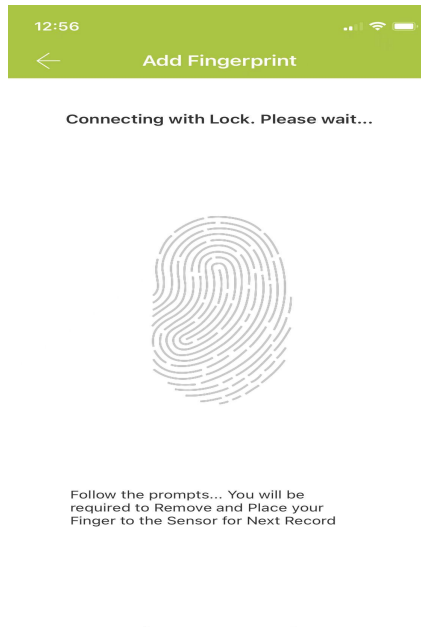 12:56
Add Fingerprint
Connecting with Lock. Please wait...
Follow the prompts... You will be
required to Remove and Place your
Finger to the Sensor for Next Record